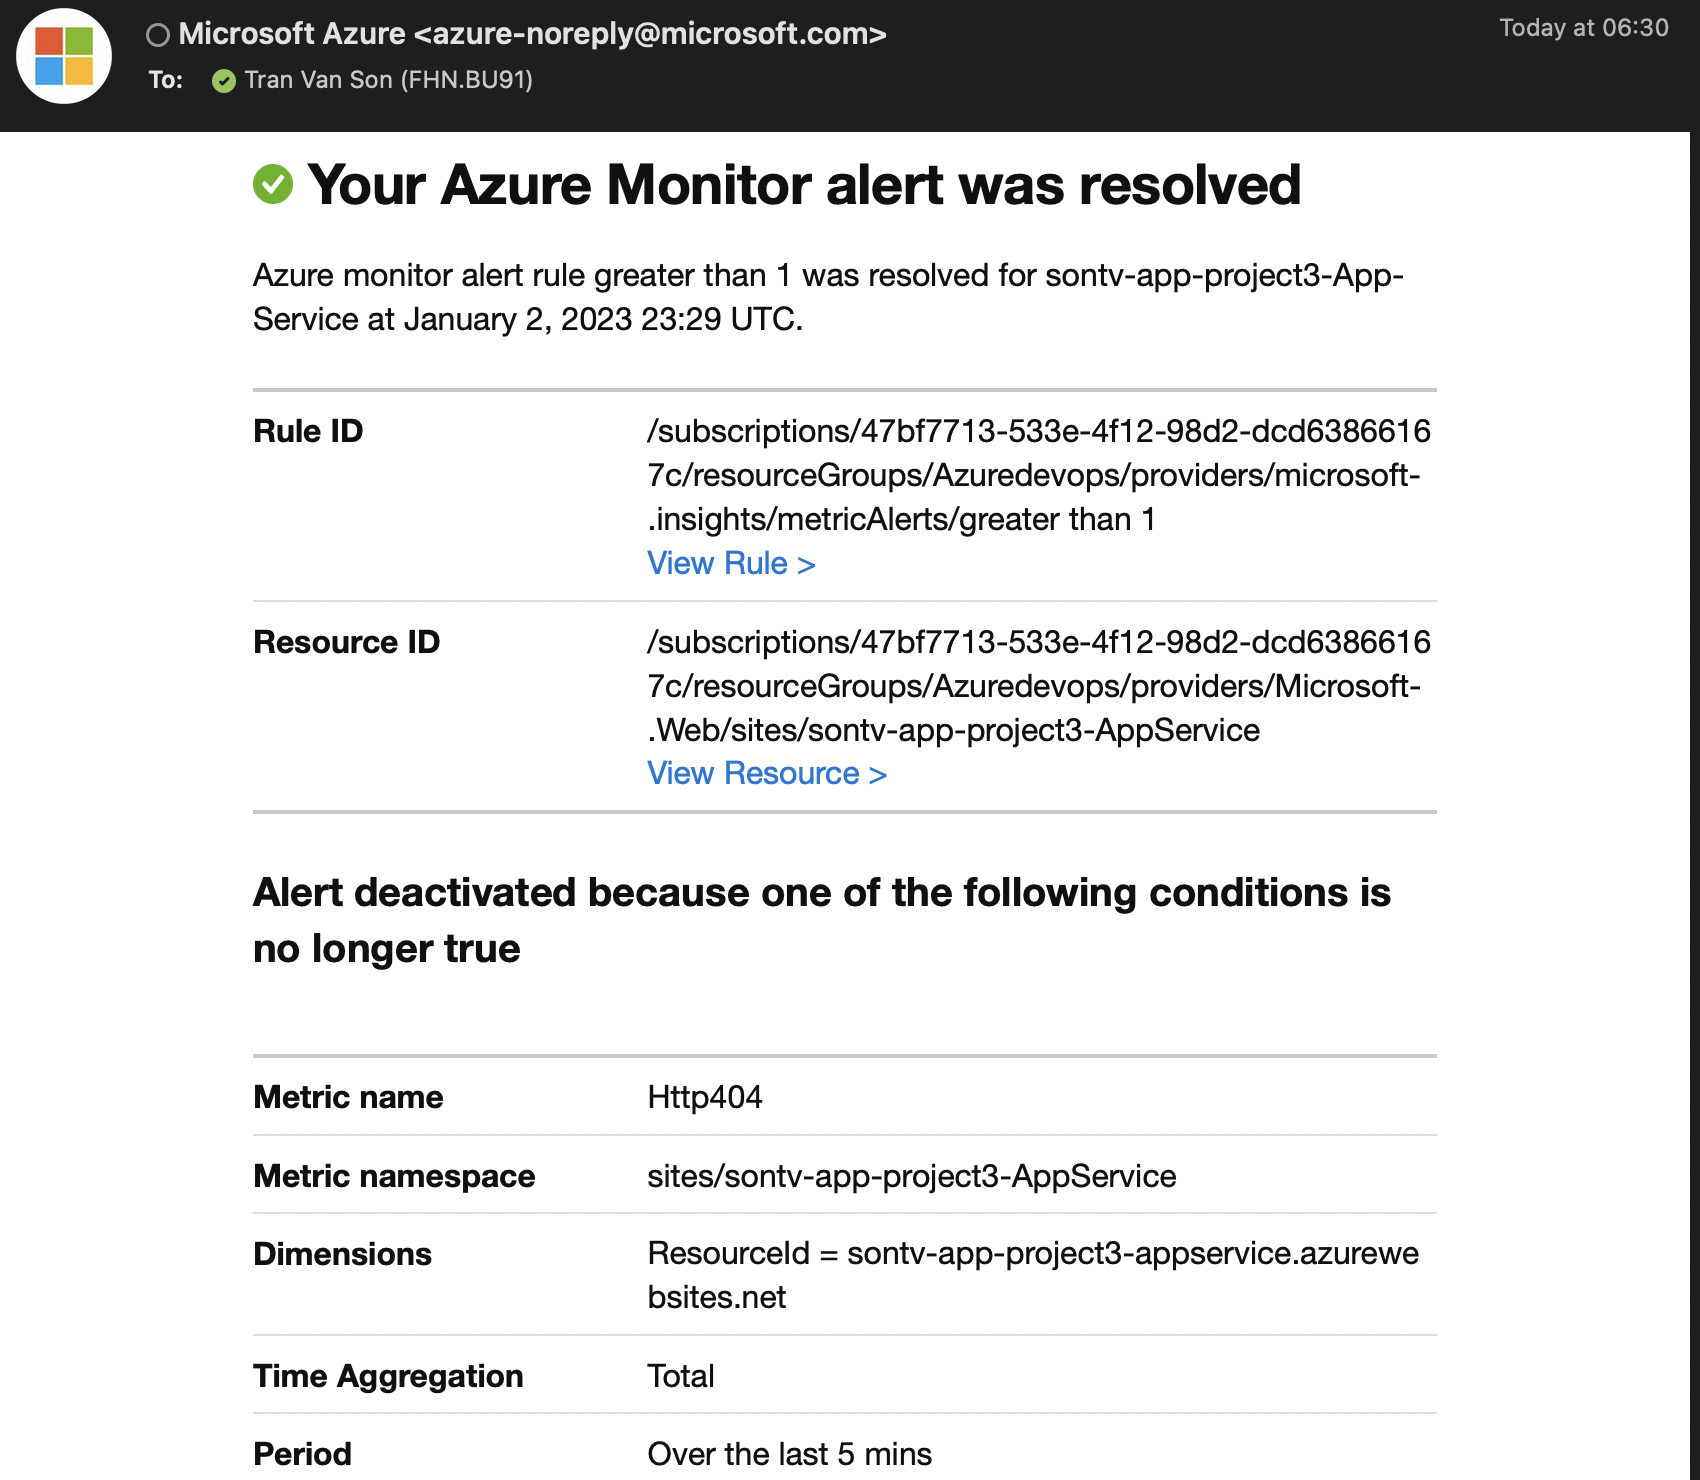 Microsoft Azure <azure-noreply@microsoft.com>
Today at 06:30
To: Tran Van Son (FHN.BU91)
Your Azure Monitor alert was resolved
Azure monitor alert rule greater than 1 was resolved for sontv-app-project3-App-
Service at January 2, 2023 23:29 UTC.
Rule ID
/subscriptions/47bf7713-533e-4f12-98d2-dcd6386616
7c/resourceGroups/Azuredevops/providers/microsoft-
.insights/metricAlerts/greater than 1
View Rule >
Resource ID
/subscriptions/47bf7713-533e-4f12-98d2-dcd6386616
7c/resourceGroups/Azuredevops/providers/Microsoft-
.Web/sites/sontv-app-project3-AppService
View Resource >
Alert deactivated because one of the following conditions is
no longer true
Metric name Http404
Metric namespace sites/sontv-app-project3-AppService
Dimensions ResourceId = sontv-app-project3-appservice.azurewe
bsites.net
Time Aggregation Total
Period Over the last 5 mins